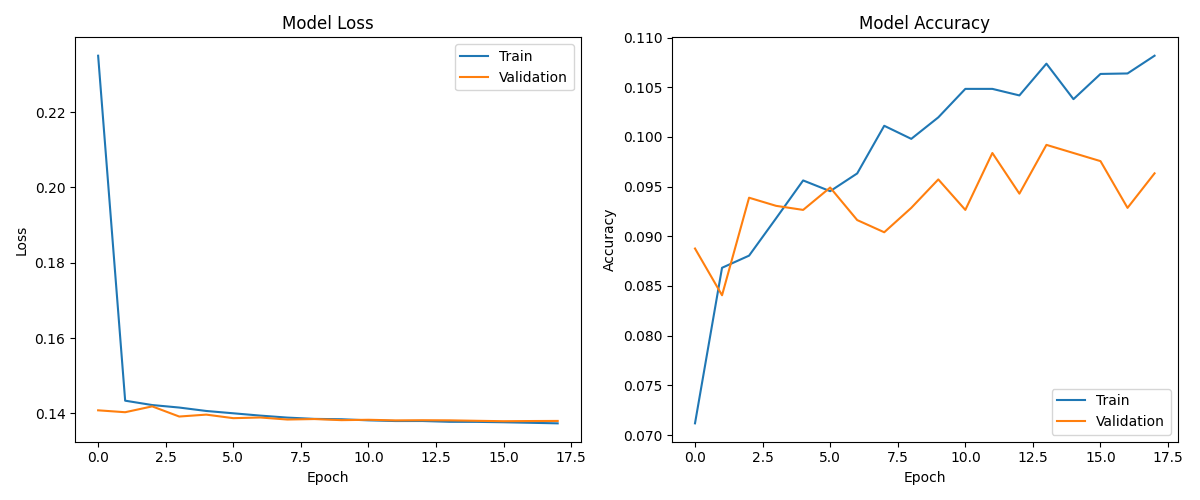 Model Loss
Train
Validation
0.22
0.20
0.18
0.16
0.14
Loss
0.0 2.5 5.0 7.5 10.0 12.5 15.0 17.5
Epoch
Model Accuracy
0.110
0.105
0.100
0.095
0.090
0.085
0.080
0.075
0.070
Accuracy
Train
Validation
0.0 2.5 5.0 7.5 10.0 12.5 15.0 17.5
Epoch